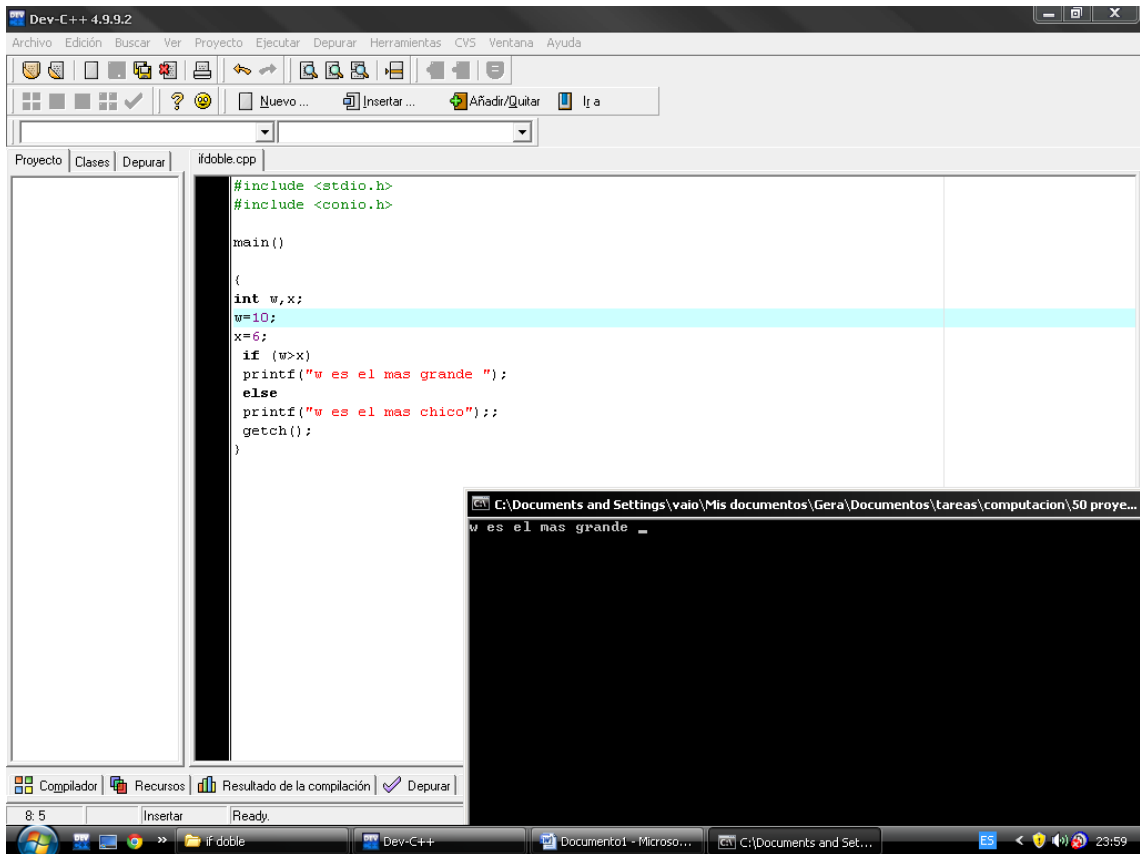 Dev-C++ 4.9.9.2
Archivo Edición Buscar Ver Proyecto Ejecutar Depurar Herramientas CVS Ventana Ayuda
Nuevo ... Insertar ... Añadir/Quitar Ir a
Proyecto Clases Depurar ifdoble.cpp
#include <stdio.h>
#include <conio.h>
main()
{
int w,x;
w=10;
x=6;
if (w>x)
printf("w es el mas grande ");
else
printf("w es el mas chico");;
getch();
}
C:\Documents and Settings\vaio\Mis documentos\Gera\Documentos\tareas\computacion\50 proye...
w es el mas grande _
Compilador Recursos Resultado de la compilación Depurar
8: 5 Insertar Ready.
» if doble Dev-C++ Documento1 - Microso... C:\Documents and Set... ES < 23:59